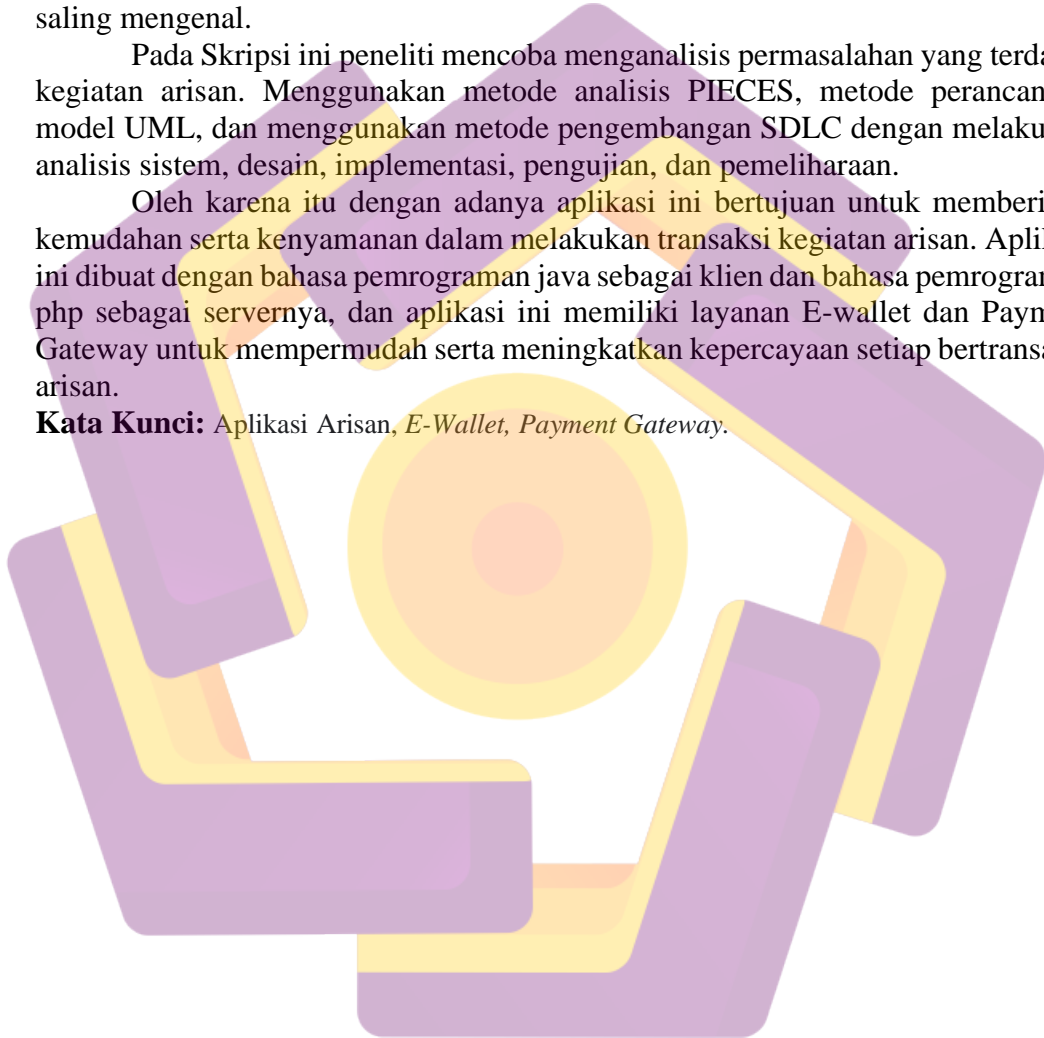 saling mengenal.
Pada Skripsi ini peneliti mencoba menganalisis permasalahan yang terda
kegiatan arisan. Menggunakan metode analisis PIECES, metode perancan
model UML, dan menggunakan metode pengembangan SDLC dengan melaku
analisis sistem, desain, implementasi, pengujian, dan pemeliharaan.
Oleh karena itu dengan adanya aplikasi ini bertujuan untuk memberi
kemudahan serta kenyamanan dalam melakukan transaksi kegiatan arisan. Apli
ini dibuat dengan bahasa pemrograman java sebagai klien dan bahasa pemrogran
php sebagai servernya, dan aplikasi ini memiliki layanan E-wallet dan Paym
Gateway untuk mempermudah serta meningkatkan kepercayaan setiap bertransa
arisan.
Kata Kunci: Aplikasi Arisan, E-Wallet, Payment Gateway.